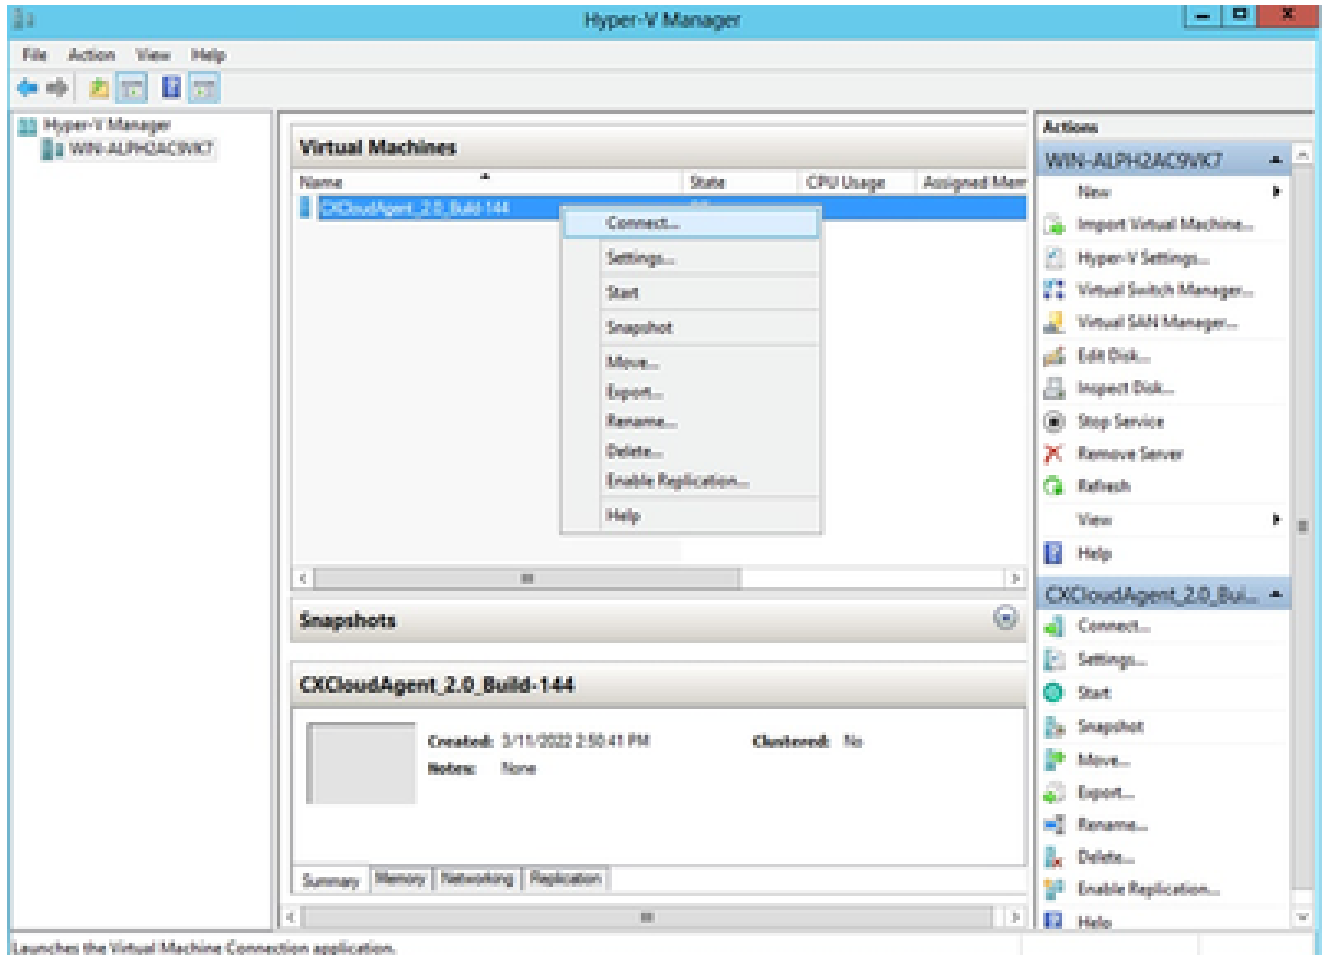 Hyper-V Manager
File Action View Help
Hyper-V Manager
WIN-ALPH2AC9VK7
Virtual Machines
Name State CPU Usage Assigned Mem
CXCloudAgent_2.0_Build-144
Connect...
Settings...
Start
Snapshot
Move...
Export...
Rename...
Delete...
Enable Replication...
Help
Snapshots
CXCloudAgent_2.0_Build-144
Created: 3/11/2022 2:50:41 PM Clustered: No
Notes: None
Summary Memory Networking Replication
Actions
WIN-ALPH2AC9VK7
New
Import Virtual Machine...
Hyper-V Settings...
Virtual Switch Manager...
Virtual SAN Manager...
Edit Disk...
Inspect Disk...
Stop Service
Remove Server
Refresh
View
Help
CXCloudAgent_2.0_Bui...
Connect...
Settings...
Start
Snapshot
Move...
Export...
Rename...
Delete...
Enable Replication...
Help
Launches the Virtual Machine Connection application.